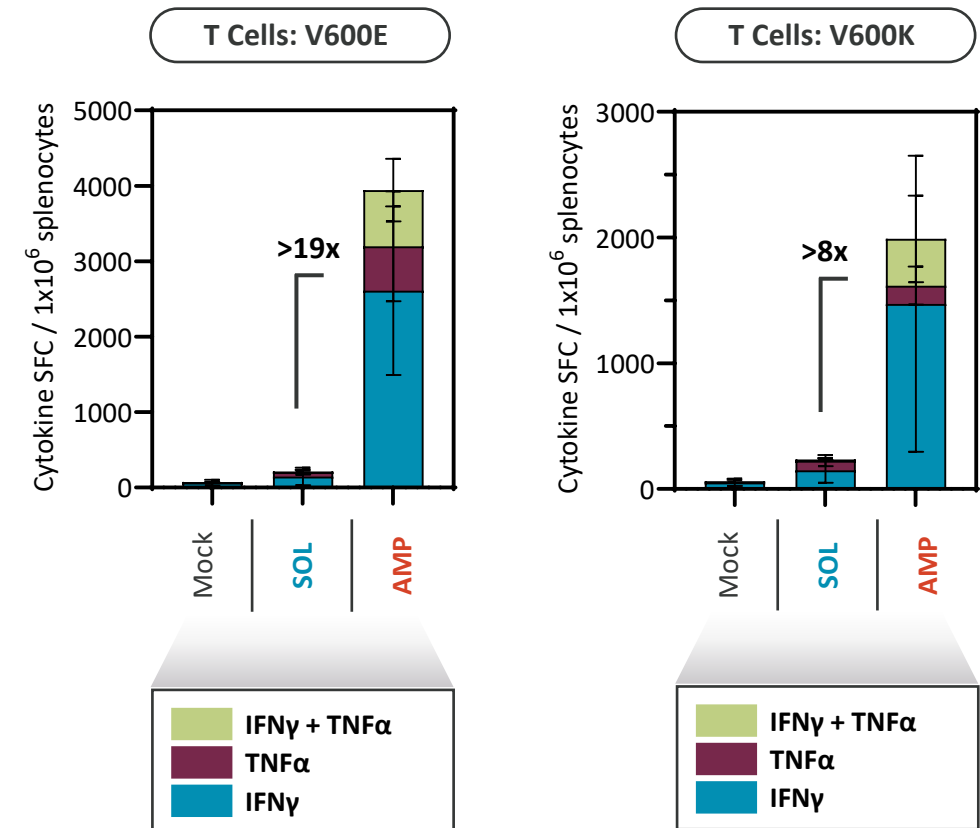 T Cells: V600E
Cytokine SFC / 1x10⁶ splenocytes
5000
4000
3000
2000
1000
0
>19x
Mock
SOL
AMP
IFNγ + TNFα
TNFα
IFNγ
T Cells: V600K
Cytokine SFC / 1x10⁶ splenocytes
3000
2000
1000
0
>8x
Mock
SOL
AMP
IFNγ + TNFα
TNFα
IFNγ